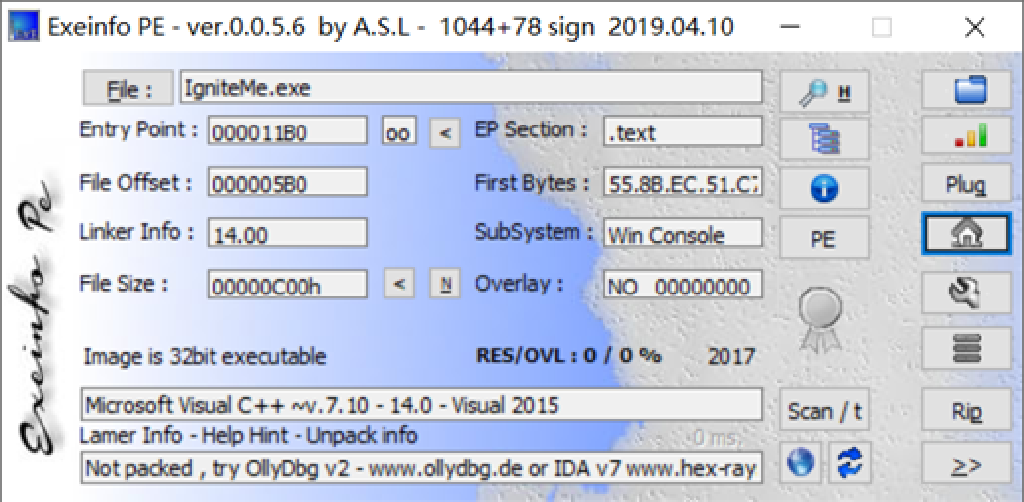 Exeinfo PE - ver.0.0.5.6 by A.S.L - 1044+78 sign 2019.04.10
File : IgniteMe.exe H
Entry Point : 000011B0 oo < EP Section : .text
File Offset : 000005B0 First Bytes : 55.8B.EC.51.C7 Plug
Linker Info : 14.00 SubSystem : Win Console PE
File Size : 00000C00h < N Overlay : NO 00000000
Image is 32bit executable RES/OVL : 0 / 0 % 2017
Microsoft Visual C++ ~v.7.10 - 14.0 - Visual 2015 Scan / t Rip
Lamer Info - Help Hint - Unpack info 0 ms.
Not packed , try OllyDbg v2 - www.ollydbg.de or IDA v7 www.hex-ray >>
Exeinfo Pe